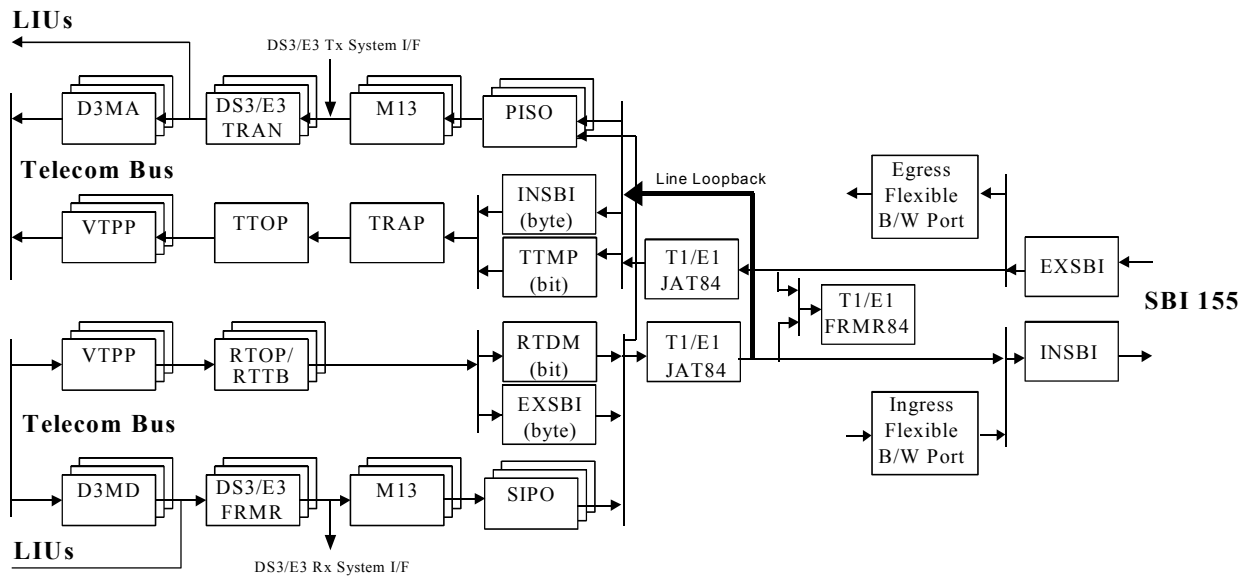 LIUs
DS3/E3 Tx System I/F
D3MA
DS3/E3
TRAN
M13
PISO
Telecom Bus
Line Loopback
Egress
Flexible
B/W Port
VTPP
TTOP
TRAP
INSBI
(byte)
TTMP
(bit)
T1/E1
JAT84
EXSBI
T1/E1
FRMR84
SBI 155
VTPP
RTOP/
RTTB
RTDM
(bit)
T1/E1
JAT84
INSBI
EXSBI
(byte)
Telecom Bus
Ingress
Flexible
B/W Port
D3MD
DS3/E3
FRMR
M13
SIPO
LIUs
DS3/E3 Rx System I/F